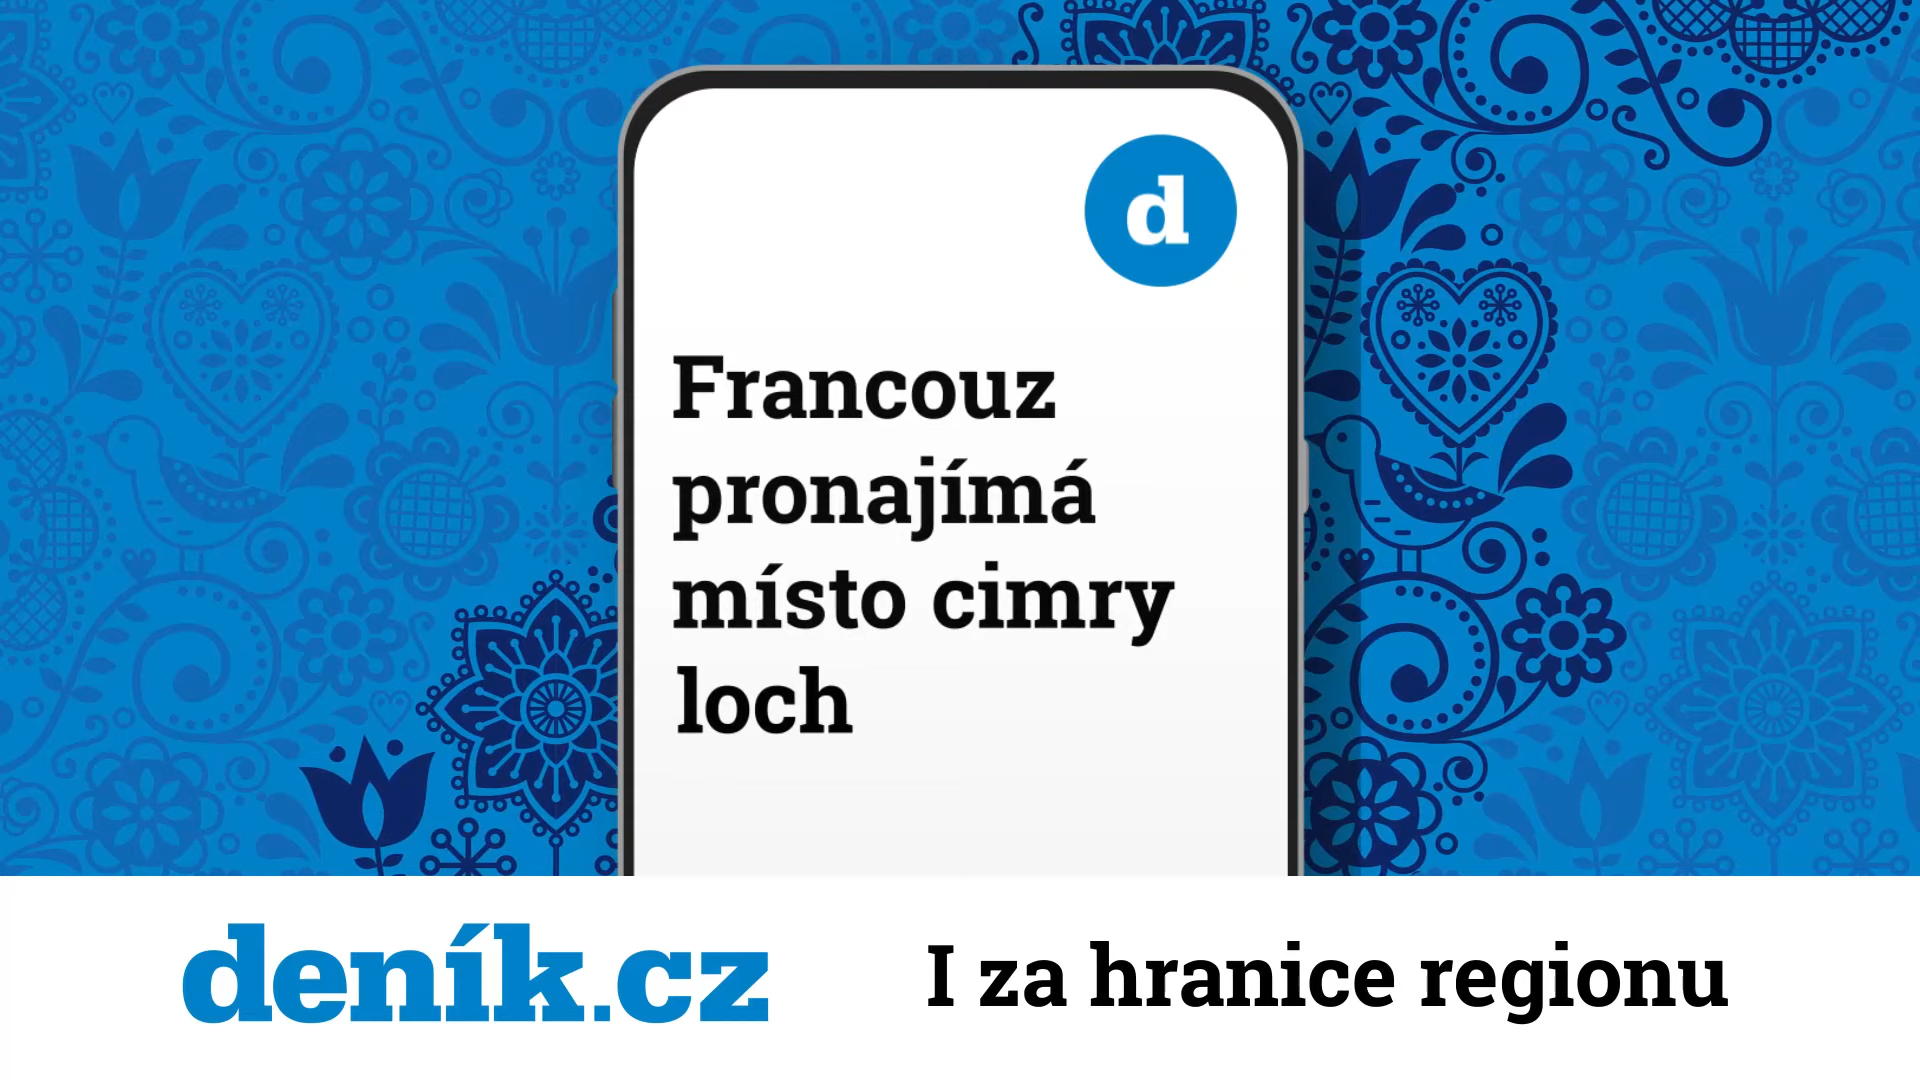 d
Francouz
pronajímá
místo cimry
loch
deník.cz
I za hranice regionu